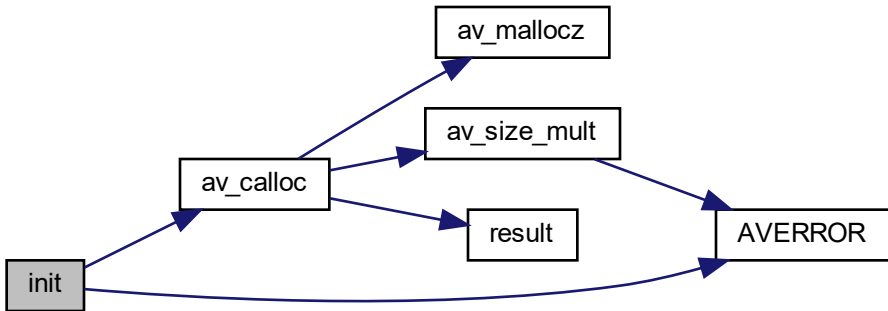 av_mallocz
av_size_mult
av_calloc
result
AVERROR
init